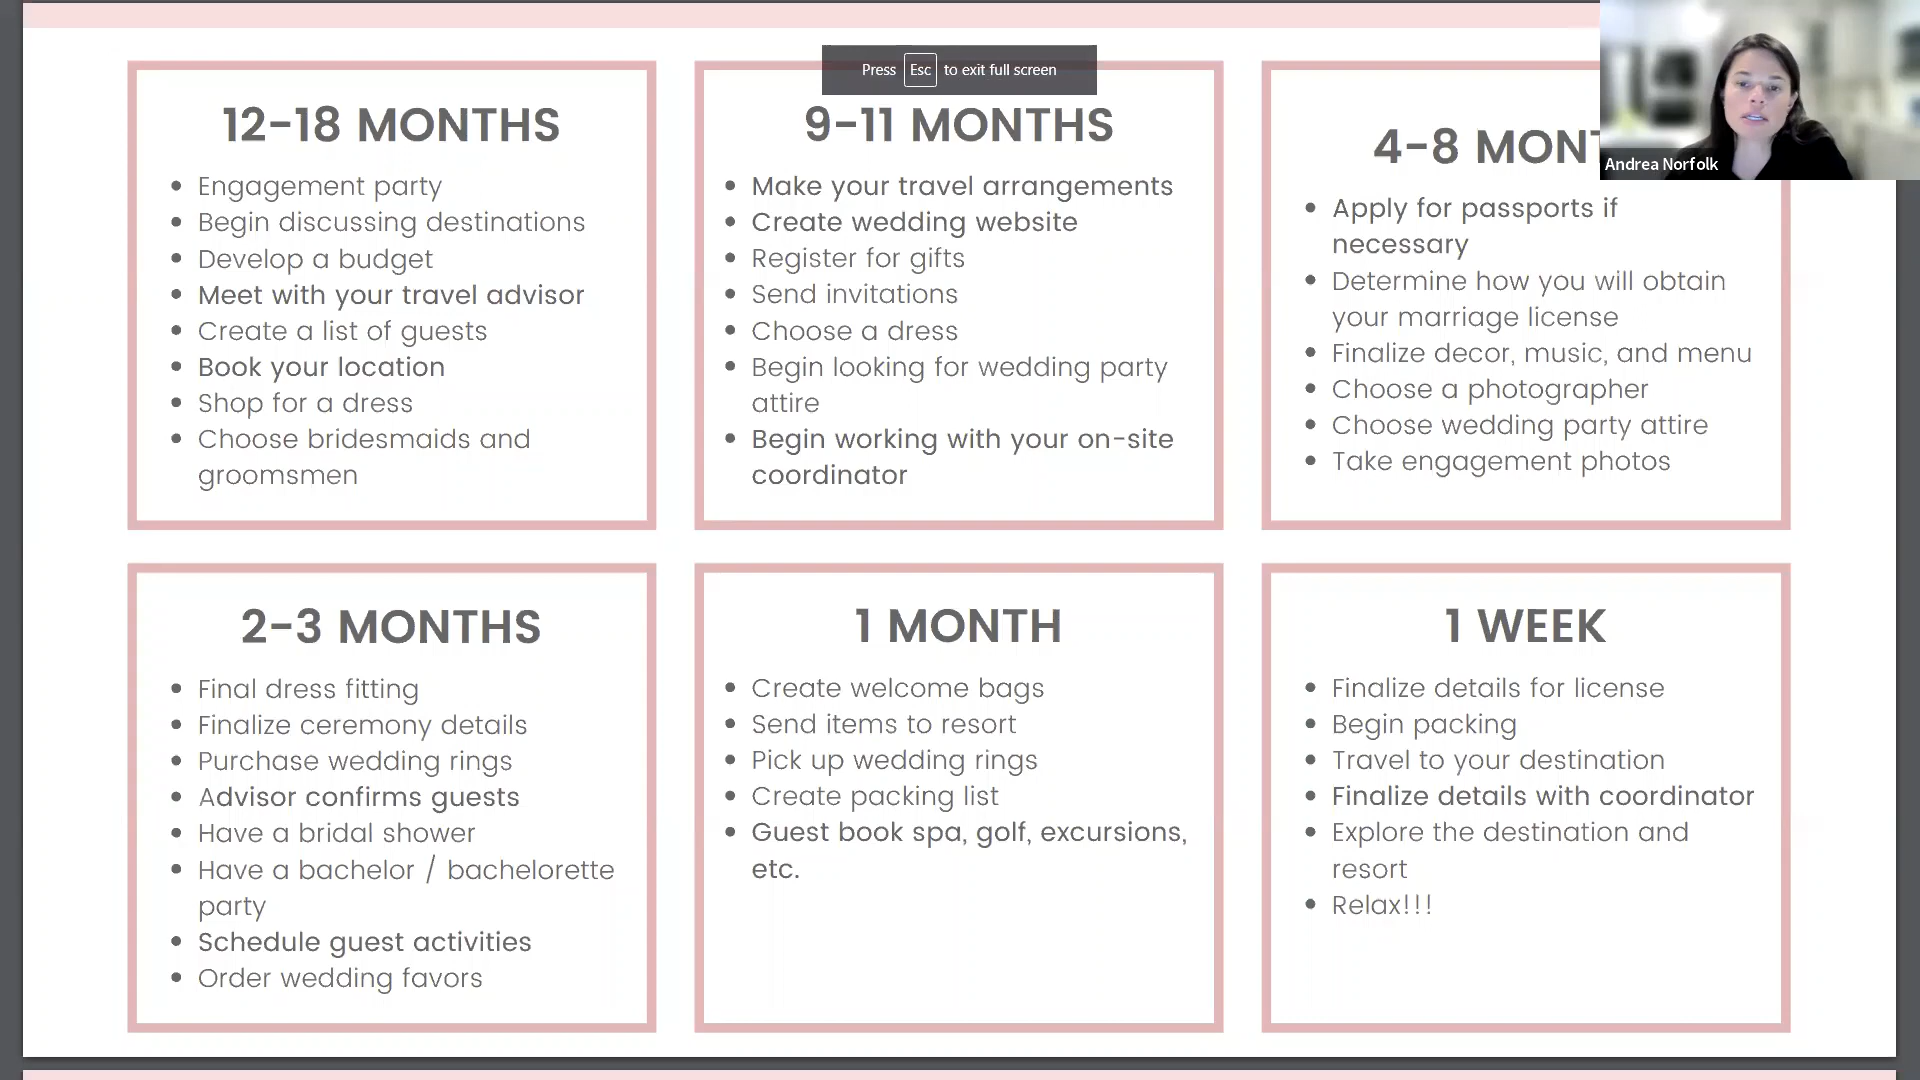 Press Esc to exit full screen
12-18 MONTHS
• Engagement party
• Begin discussing destinations
• Develop a budget
• Meet with your travel advisor
• Create a list of guests
• Book your location
• Shop for a dress
• Choose bridesmaids and
groomsmen
9-11 MONTHS
• Make your travel arrangements
• Create wedding website
• Register for gifts
• Send invitations
• Choose a dress
• Begin looking for wedding party
attire
• Begin working with your on-site
coordinator
4-8 MONT
Andrea Norfolk
• Apply for passports if
necessary
• Determine how you will obtain
your marriage license
• Finalize decor, music, and menu
• Choose a photographer
• Choose wedding party attire
• Take engagement photos
2-3 MONTHS
• Final dress fitting
• Finalize ceremony details
• Purchase wedding rings
• Advisor confirms guests
• Have a bridal shower
• Have a bachelor / bachelorette
party
• Schedule guest activities
• Order wedding favors
1 MONTH
• Create welcome bags
• Send items to resort
• Pick up wedding rings
• Create packing list
• Guest book spa, golf, excursions,
etc.
1 WEEK
• Finalize details for license
• Begin packing
• Travel to your destination
• Finalize details with coordinator
• Explore the destination and
resort
• Relax!!!